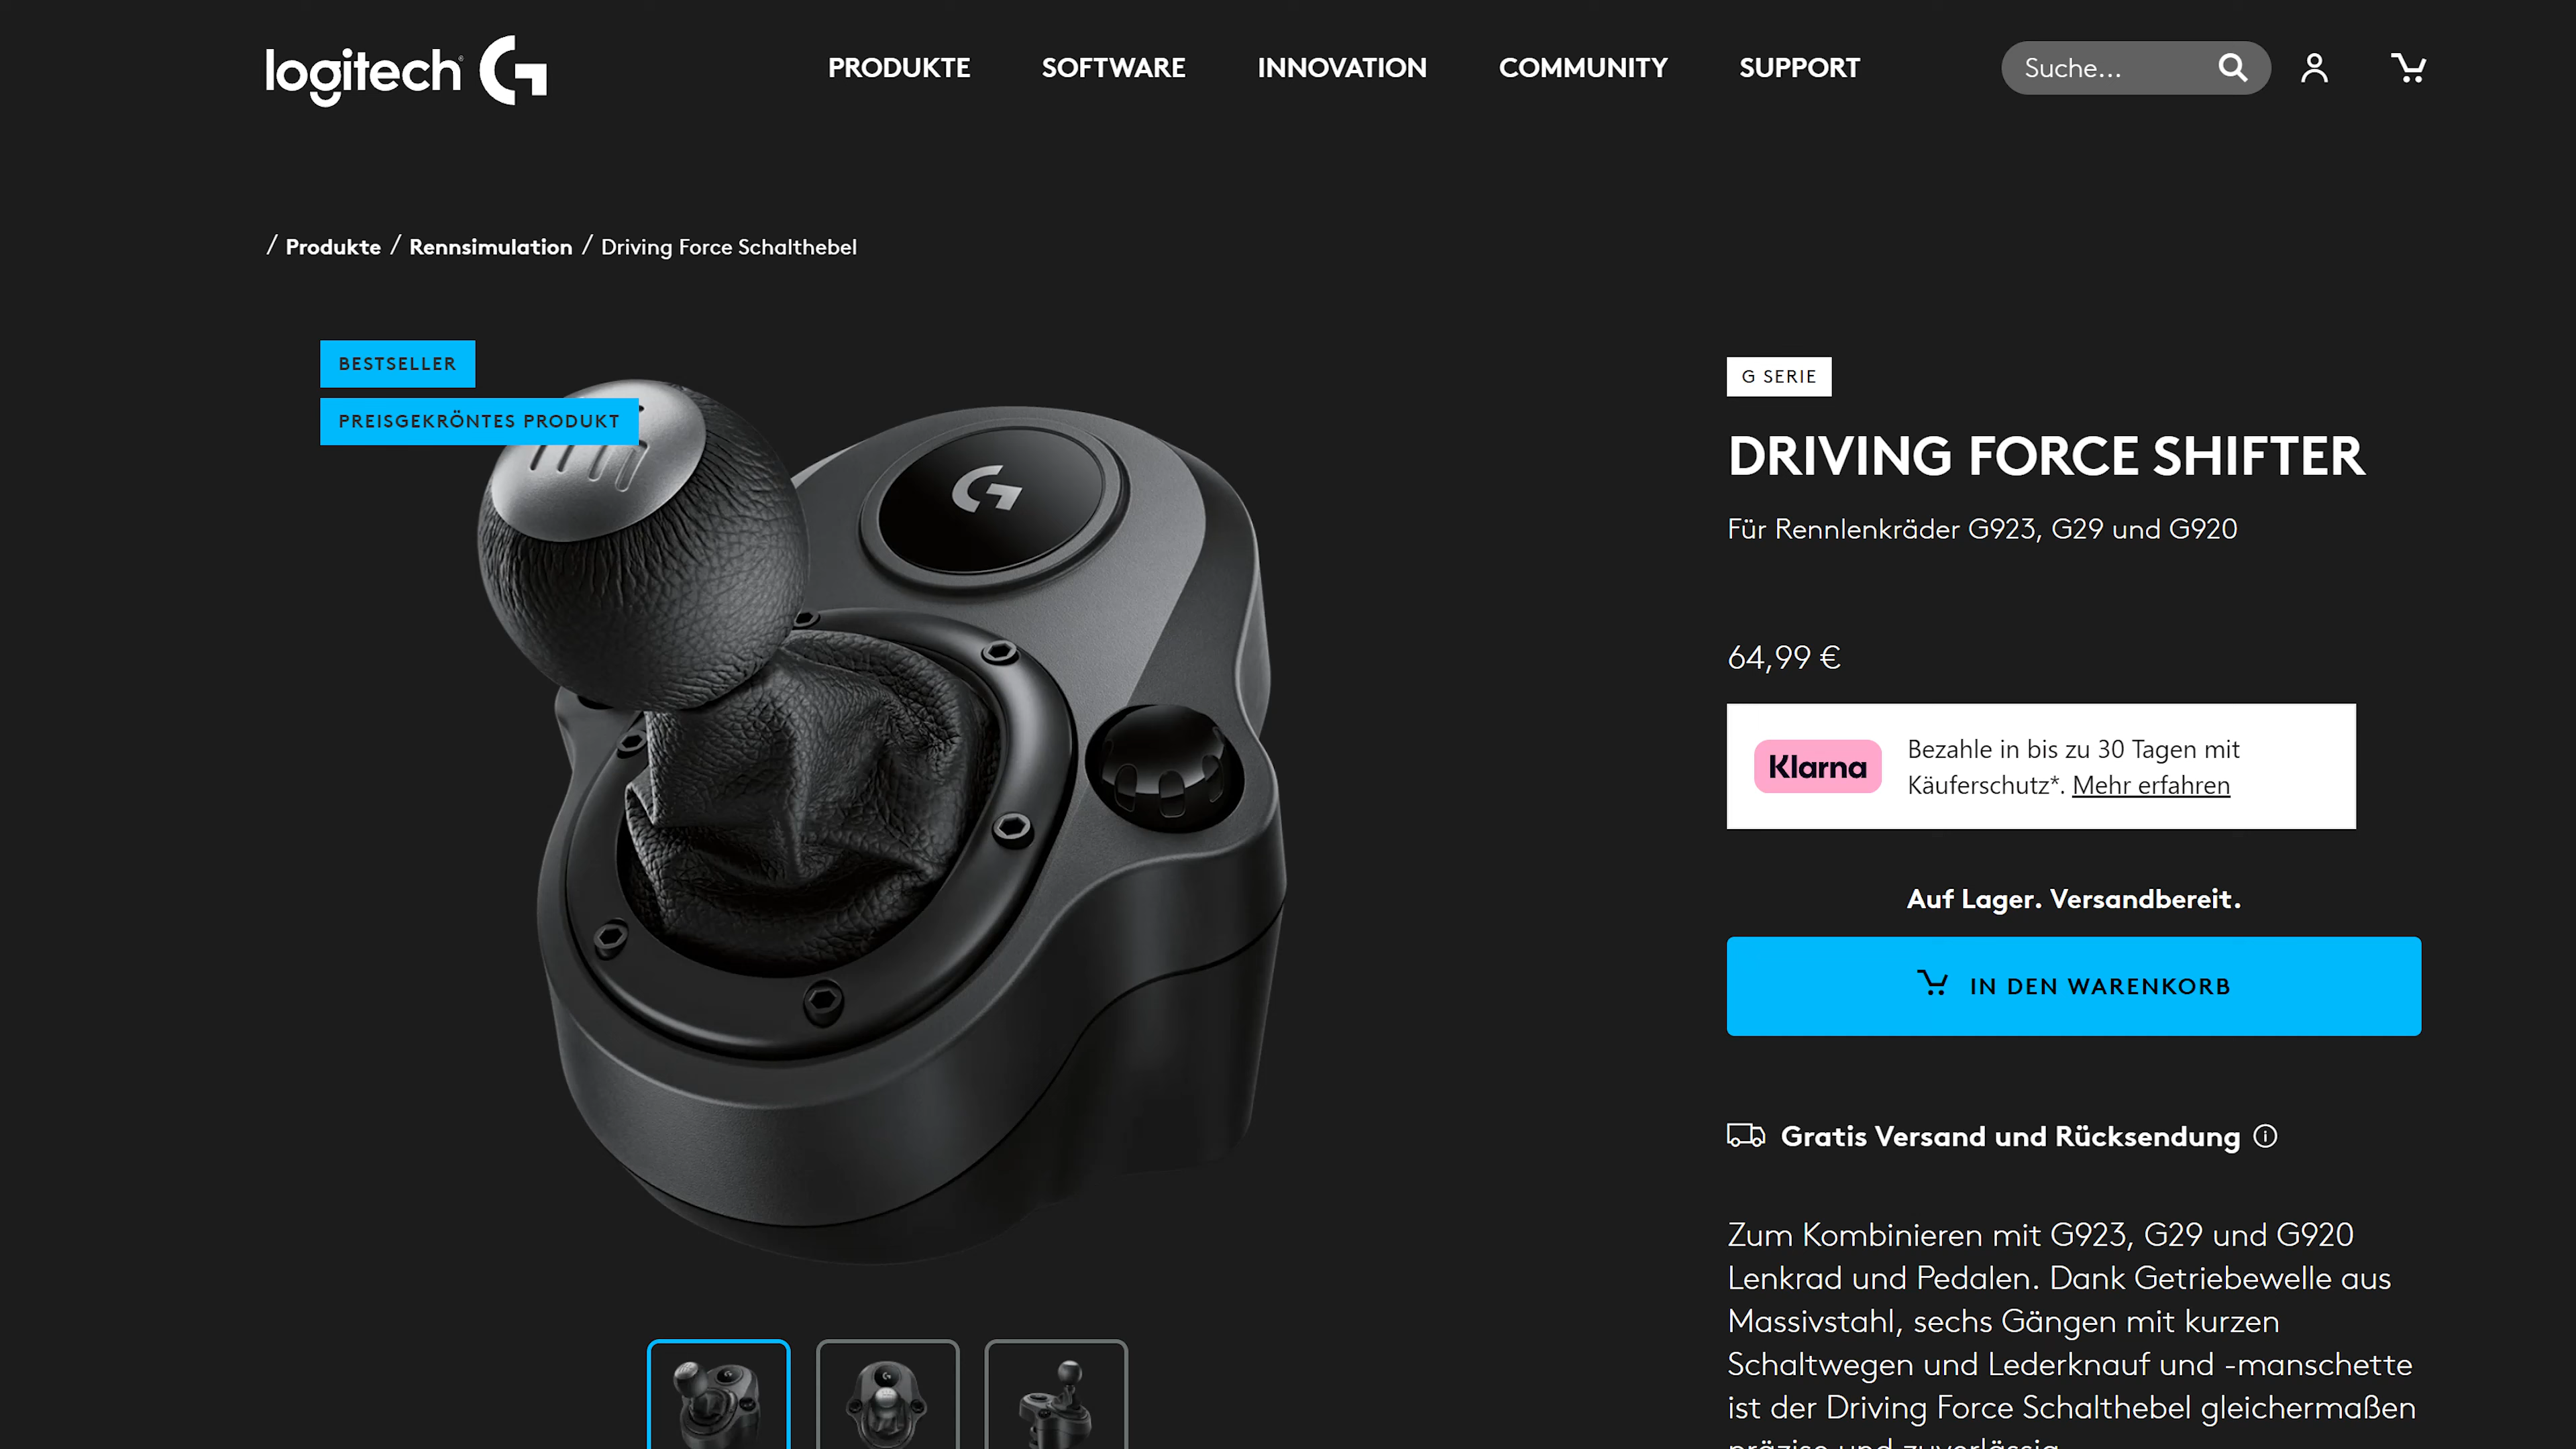 logitech G
PRODUKTE SOFTWARE INNOVATION COMMUNITY SUPPORT Suche...
/ Produkte / Rennsimulation / Driving Force Schalthebel
BESTSELLER
PREISGEKRÖNTES PRODUKT
G SERIE
DRIVING FORCE SHIFTER
Für Rennlenkräder G923, G29 und G920
64,99 €
Klarna
Bezahle in bis zu 30 Tagen mit
Käuferschutz*. Mehr erfahren
Auf Lager. Versandbereit.
IN DEN WARENKORB
Gratis Versand und Rücksendung
Zum Kombinieren mit G923, G29 und G920
Lenkrad und Pedalen. Dank Getriebewelle aus
Massivstahl, sechs Gängen mit kurzen
Schaltwegen und Lederknauf und -manschette
ist der Driving Force Schalthebel gleichermaßen
präzise und zuverlässig